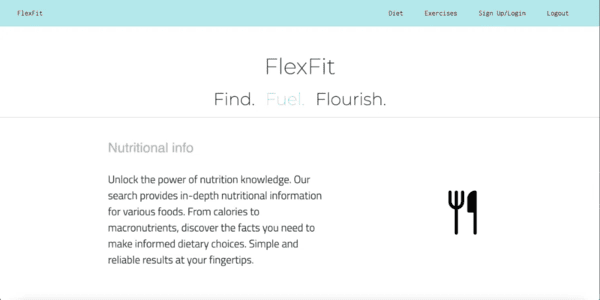 FlexFit Diet Exercises Sign Up/Login Logout
FlexFit
Find. Fuel. Flourish.
Nutritional info
Unlock the power of nutrition knowledge. Our
search provides in-depth nutritional information
for various foods. From calories to
macronutrients, discover the facts you need to
make informed dietary choices. Simple and
reliable results at your fingertips.